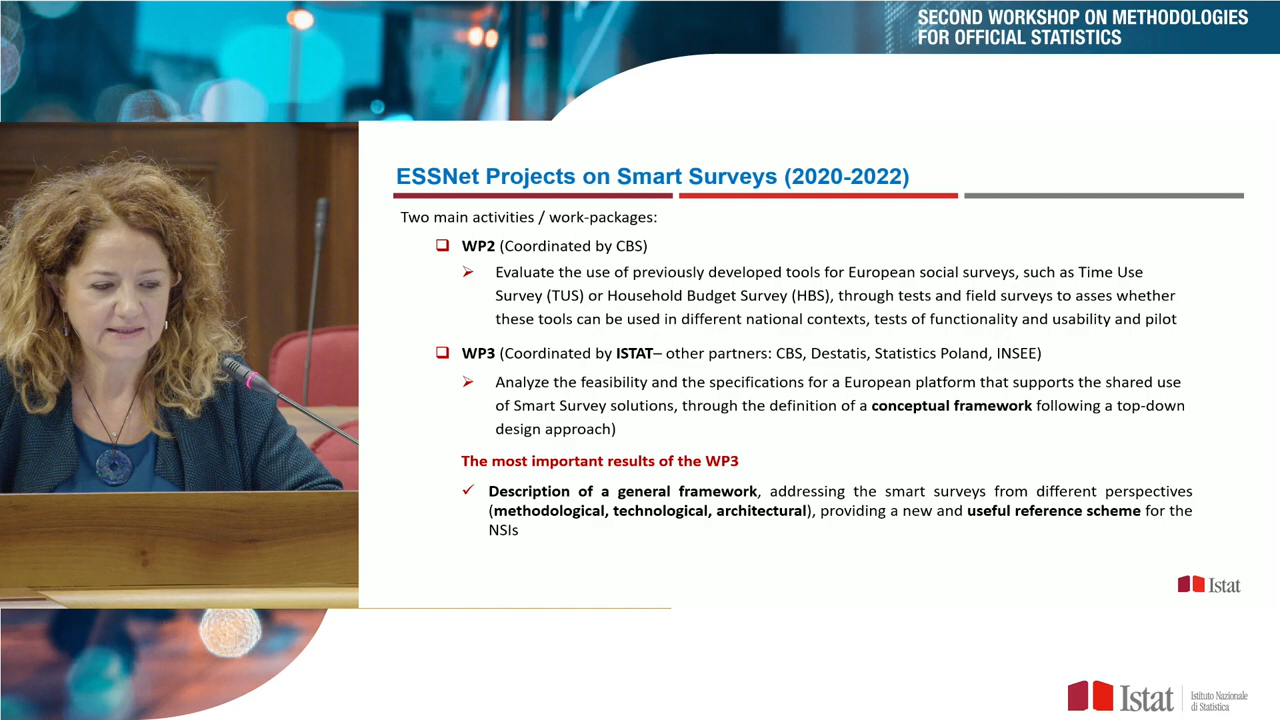 SECOND WORKSHOP ON METHODOLOGIES
FOR OFFICIAL STATISTICS
ESSNet Projects on Smart Surveys (2020-2022)
Two main activities / work-packages:
WP2 (Coordinated by CBS)
Evaluate the use of previously developed tools for European social surveys, such as Time Use
Survey (TUS) or Household Budget Survey (HBS), through tests and field surveys to asses whether
these tools can be used in different national contexts, tests of functionality and usability and pilot
WP3 (Coordinated by ISTAT– other partners: CBS, Destatis, Statistics Poland, INSEE)
Analyze the feasibility and the specifications for a European platform that supports the shared use
of Smart Survey solutions, through the definition of a conceptual framework following a top-down
design approach)
The most important results of the WP3
Description of a general framework, addressing the smart surveys from different perspectives
(methodological, technological, architectural), providing a new and useful reference scheme for the
NSIs
Istat
Istat
Istituto Nazionale
di Statistica